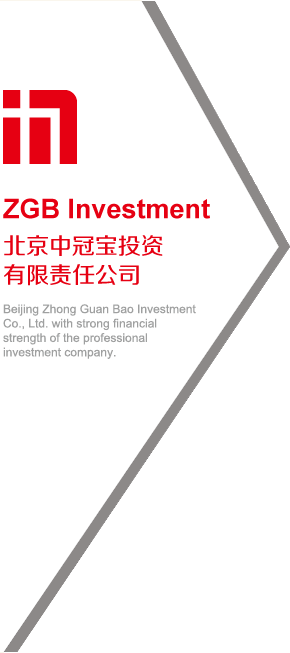 ZGB Investment
北京中冠宝投资
有限责任公司
Beijing Zhong Guan Bao Investment
Co., Ltd. with strong financial
strength of the professional
investment company.